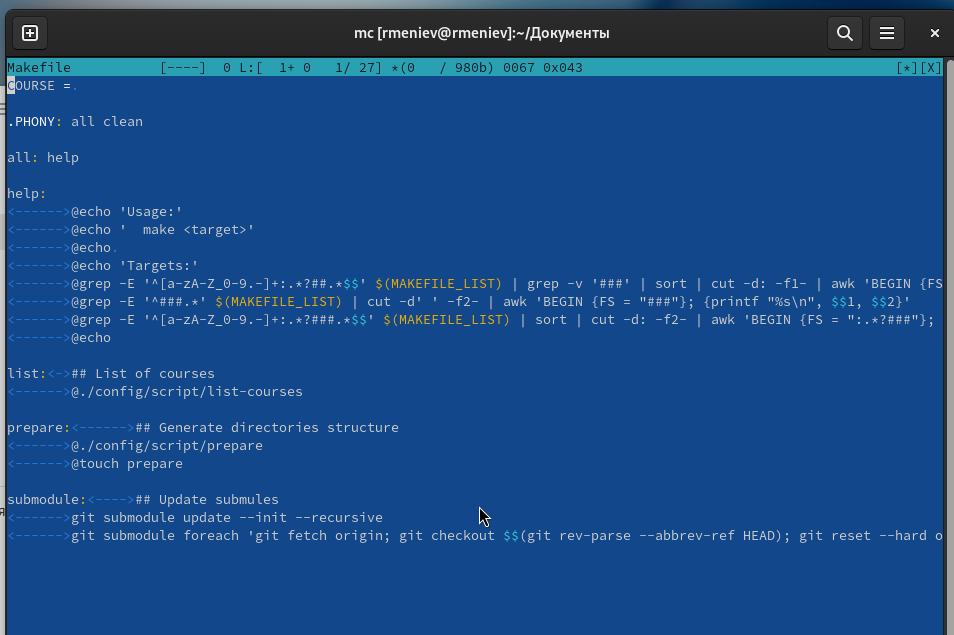 mc [rmeniev@rmeniev]:~/Документы
Makefile [----] 0 L:[ 1+ 0 1/ 27] *(0 / 980b) 0067 0x043 [*][X]
COURSE =.
.PHONY: all clean
all: help
help:
<------>@echo 'Usage:'
<------>@echo '  make <target>'
<------>@echo.
<------>@echo 'Targets:'
<------>@grep -E '^[a-zA-Z_0-9.-]+:.*?##.*$$' $(MAKEFILE_LIST) | grep -v '###' | sort | cut -d: -f1- | awk 'BEGIN {FS
<------>@grep -E '^###.*' $(MAKEFILE_LIST) | cut -d' ' -f2- | awk 'BEGIN {FS = "###"}; {printf "%s\n", $$1, $$2}'
<------>@grep -E '^[a-zA-Z_0-9.-]+:.*?###.*$$' $(MAKEFILE_LIST) | sort | cut -d: -f2- | awk 'BEGIN {FS = ":.*?###"};
<------>@echo
list:<->## List of courses
<------>@./config/script/list-courses
prepare:<------>## Generate directories structure
<------>@./config/script/prepare
<------>@touch prepare
submodule:<---->## Update submules
<------>git submodule update --init --recursive
<------>git submodule foreach 'git fetch origin; git checkout $$(git rev-parse --abbrev-ref HEAD); git reset --hard o